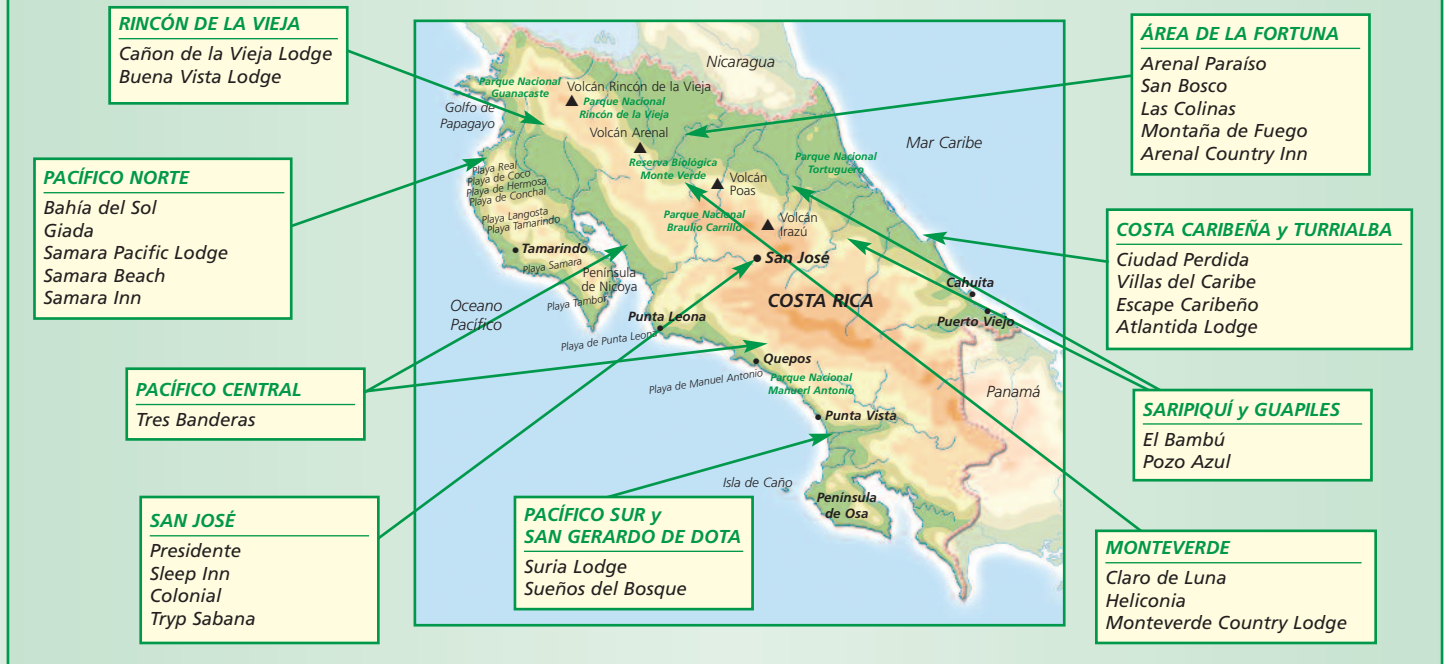 RINCÓN DE LA VIEJA
Cañon de la Vieja Lodge
Buena Vista Lodge
PACÍFICO NORTE
Bahía del Sol
Giada
Samara Pacific Lodge
Samara Beach
Samara Inn
PACÍFICO CENTRAL
Tres Banderas
SAN JOSÉ
Presidente
Sleep Inn
Colonial
Tryp Sabana
PACÍFICO SUR y
SAN GERARDO DE DOTA
Suria Lodge
Sueños del Bosque
ÁREA DE LA FORTUNA
Arenal Paraíso
San Bosco
Las Colinas
Montaña de Fuego
Arenal Country Inn
COSTA CARIBEÑA y TURRIALBA
Ciudad Perdida
Villas del Caribe
Escape Caribeño
Atlantida Lodge
SARIPIQUÍ y GUAPILES
El Bambú
Pozo Azul
MONTEVERDE
Claro de Luna
Heliconia
Monteverde Country Lodge
Nicaragua
Parque Nacional
Guanacaste
Volcán Rincón de la Vieja
Parque Nacional
Rincón de la Vieja
Golfo de
Papagayo
Volcán Arenal
Mar Caribe
Reserva Biológica
Monte Verde
Parque Nacional
Tortuguero
Volcán
Poas
Playa Real
Playa de Coco
Playa de Hermosa
Playa de Conchal
Playa Langosta
Playa Tamarindo
Parque Nacional
Braulio Carrillo
Volcán
Irazú
Tamarindo
San José
Playa Samara
Península
de Nicoya
Cahuita
Playa Tambor
COSTA RICA
Oceano
Pacífico
Punta Leona
Puerto Viejo
Playa de Punta Leona
Quepos
Playa de Manuel Antonio
Parque Nacional
Manuerl Antonio
Panamá
Punta Vista
Isla de Caño
Península
de Osa